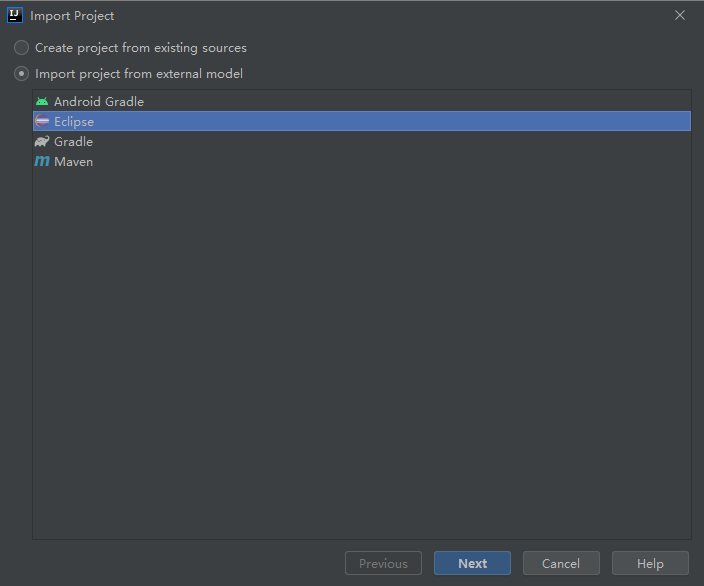 IJ Import Project
Create project from existing sources
Import project from external model
Android Gradle
Eclipse
Gradle
m Maven
Previous Next Cancel Help